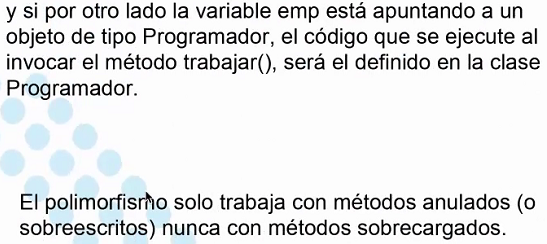 y si por otro lado la variable emp está apuntando a un
objeto de tipo Programador, el código que se ejecute al
invocar el método trabajar(), será el definido en la clase
Programador.
El polimorfismo solo trabaja con métodos anulados (o
sobreescritos) nunca con métodos sobrecargados.